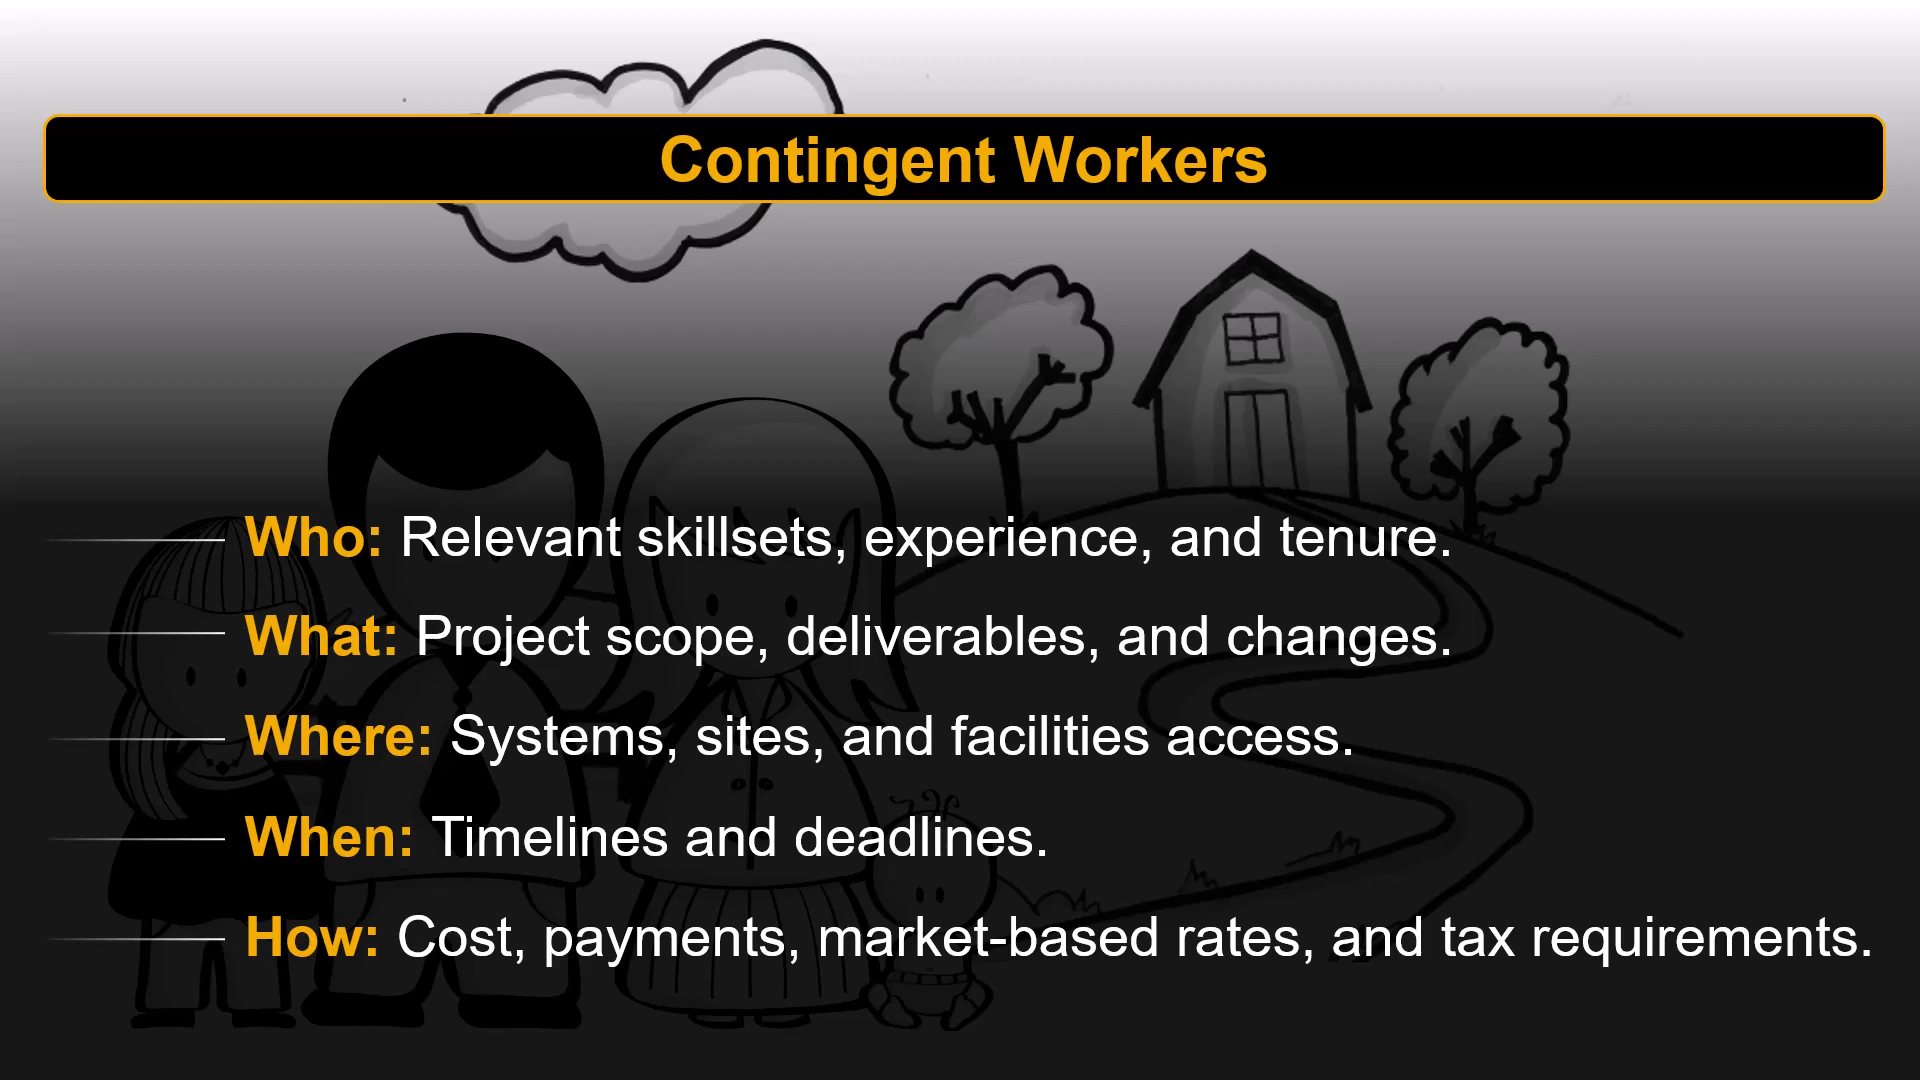 Contingent Workers
Who: Relevant skillsets, experience, and tenure.
What: Project scope, deliverables, and changes.
Where: Systems, sites, and facilities access.
When: Timelines and deadlines.
How: Cost, payments, market-based rates, and tax requirements.